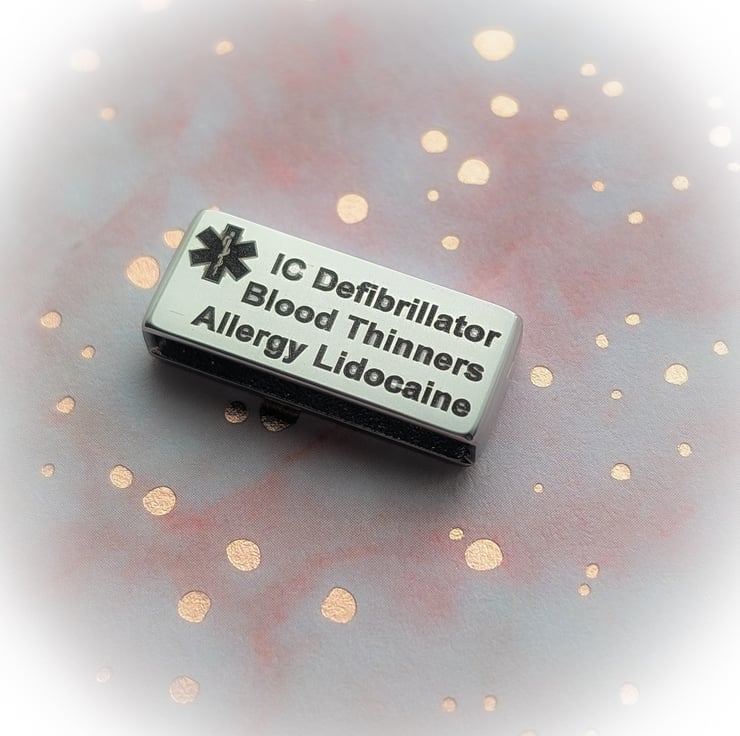 IC Defibrillator
Blood Thinners
Allergy Lidocaine